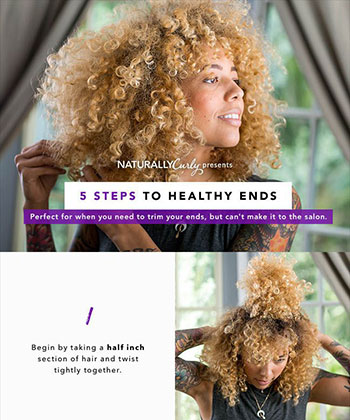 NATURALLYCurly presents
5 STEPS TO HEALTHY ENDS
Perfect for when you need to trim your ends, but can't make it to the salon.
Begin by taking a half inch
section of hair and twist
tightly together.